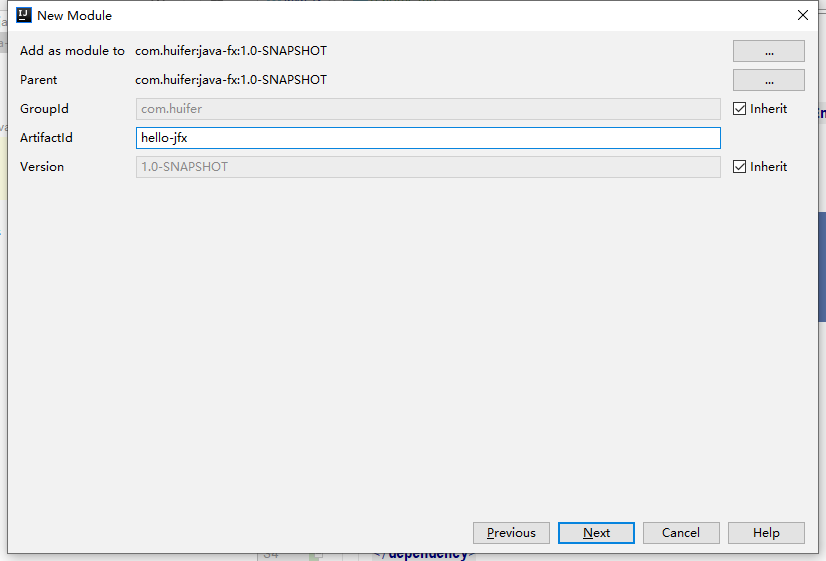 New Module
Add as module to com.huifer:java-fx:1.0-SNAPSHOT ...
Parent com.huifer:java-fx:1.0-SNAPSHOT ...
GroupId com.huifer Inherit
ArtifactId hello-jfx
Version 1.0-SNAPSHOT Inherit
Previous Next Cancel Help
</dependency>